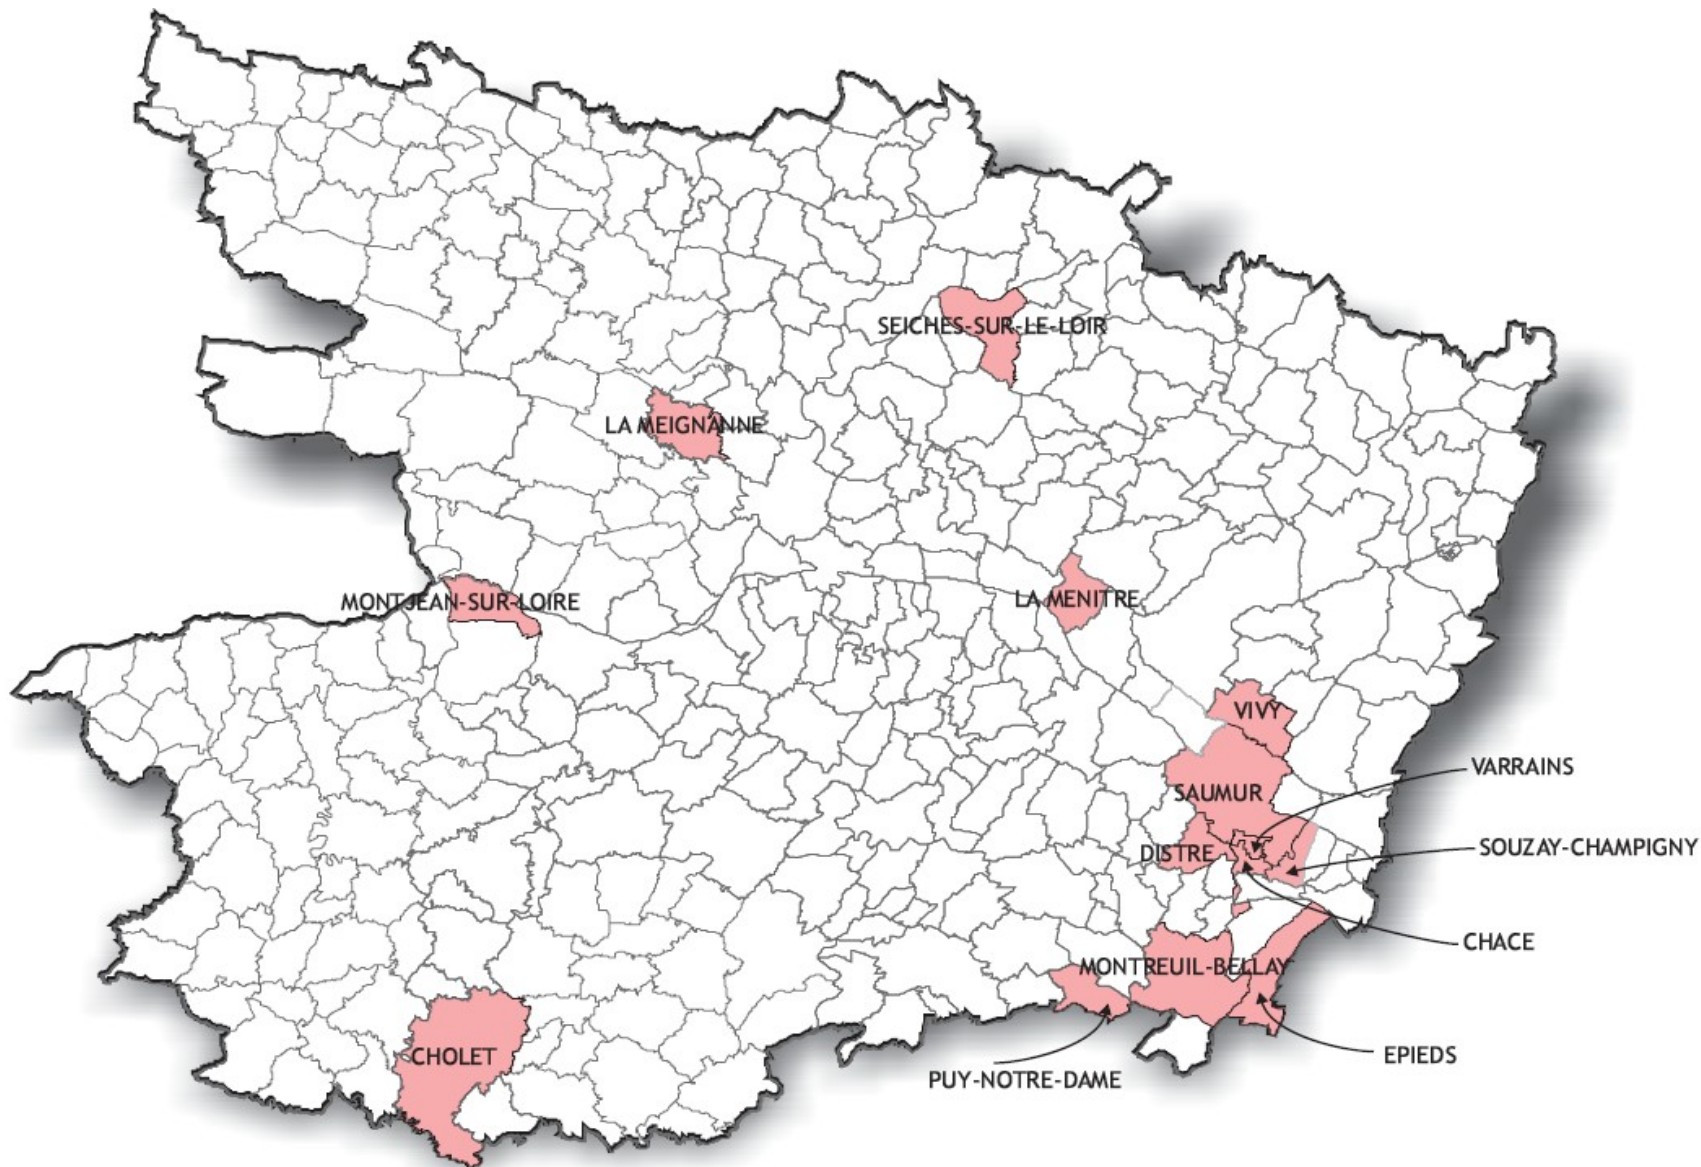 SEICHES-SUR-LE-LOIR
LA MEIGNANNE
MONTJEAN-SUR-LOIRE
LA MENITRE
VIVY
VARRAINS
SAUMUR
SOUZAY-CHAMPIGNY
DISTRE
CHACE
MONTREUIL-BELLAY
CHOLET
EPIEDS
PUY-NOTRE-DAME